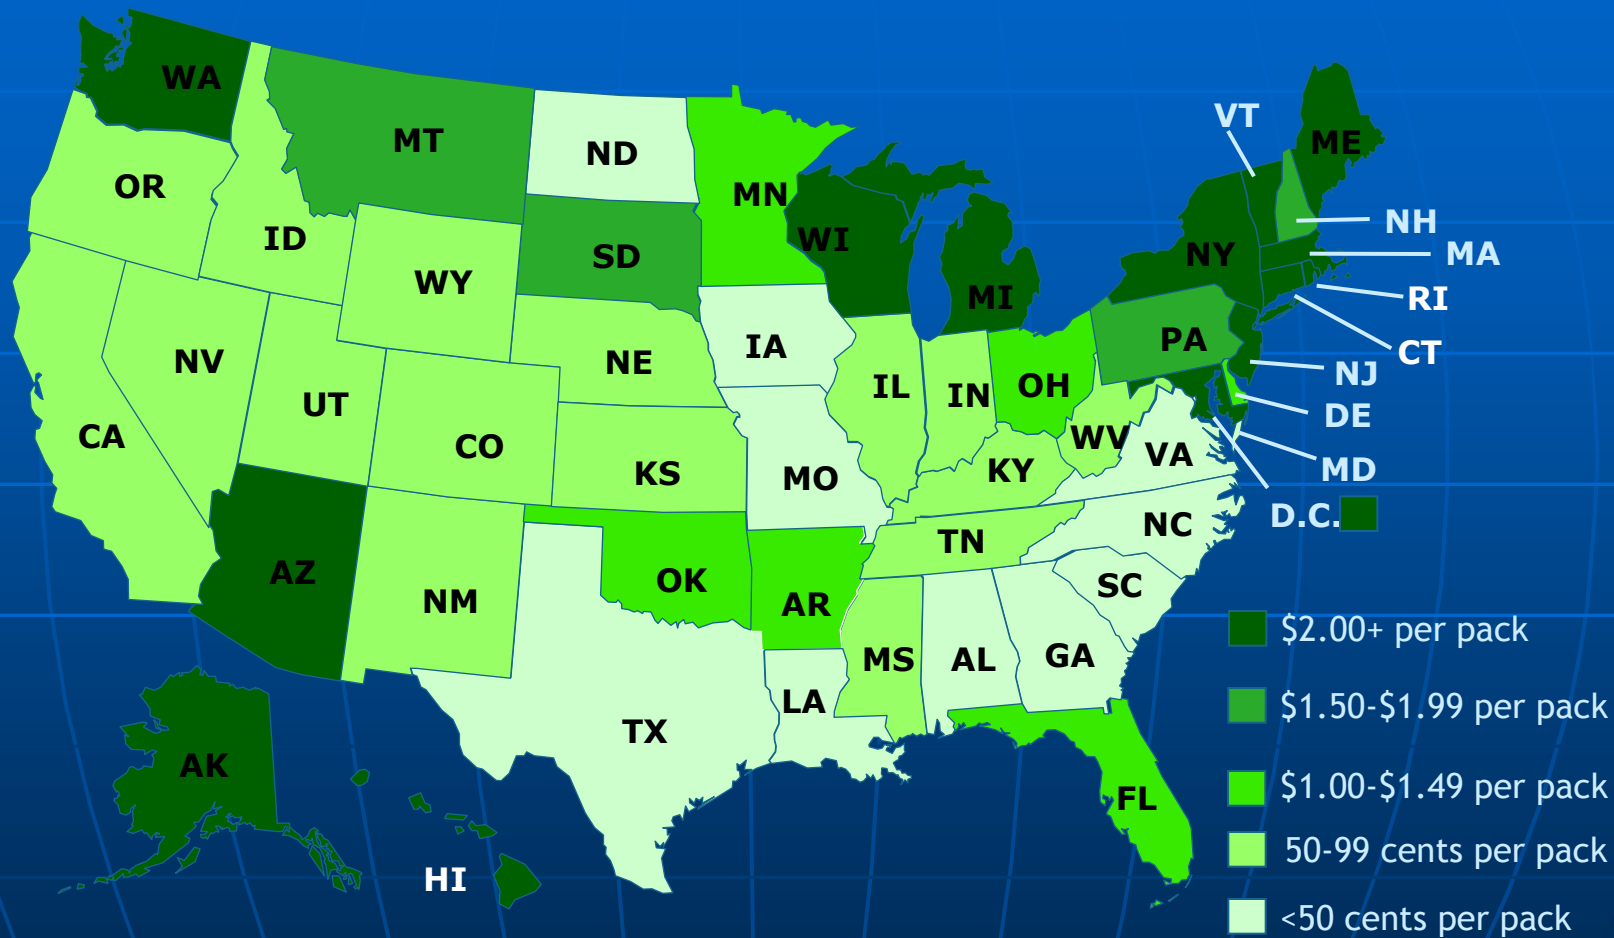 WA
MT
ND
MN
OR
ID
WY
SD
WI
MI
NY
VT
ME
NH
MA
RI
CT
NJ
DE
MD
D.C.
PA
NV
UT
CO
NE
IA
IL
IN
OH
CA
KS
MO
KY
WV
VA
AZ
NM
OK
AR
TN
NC
SC
TX
LA
MS
AL
GA
FL
AK
HI
$2.00+ per pack
$1.50-$1.99 per pack
$1.00-$1.49 per pack
50-99 cents per pack
<50 cents per pack